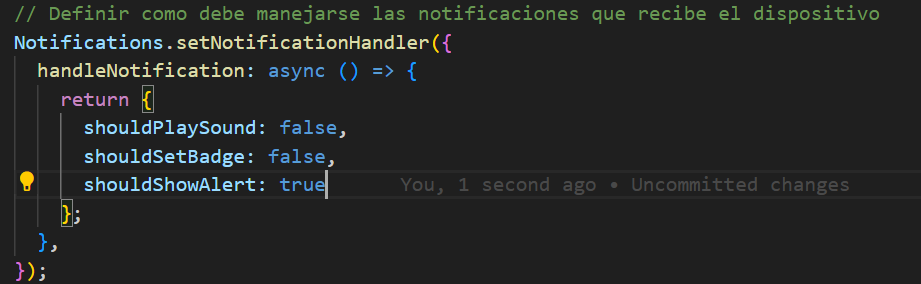 // Definir como debe manejarse las notificaciones que recibe el dispositivo
Notifications.setNotificationHandler({
  handleNotification: async () => {
    return {
      shouldPlaySound: false,
      shouldSetBadge: false,
      shouldShowAlert: true You, 1 second ago • Uncommitted changes
    };
  },
});